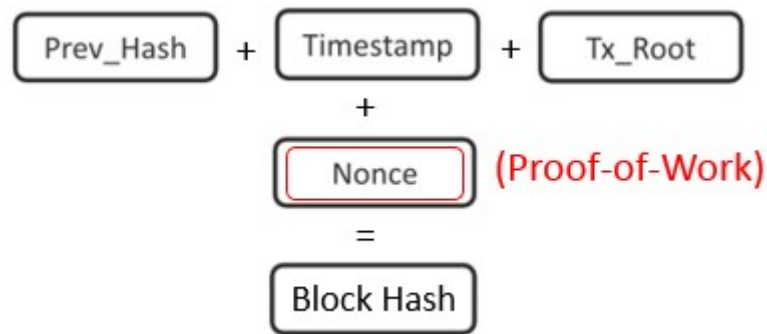 Prev_Hash + Timestamp + Tx_Root
+
Nonce (Proof-of-Work)
=
Block Hash